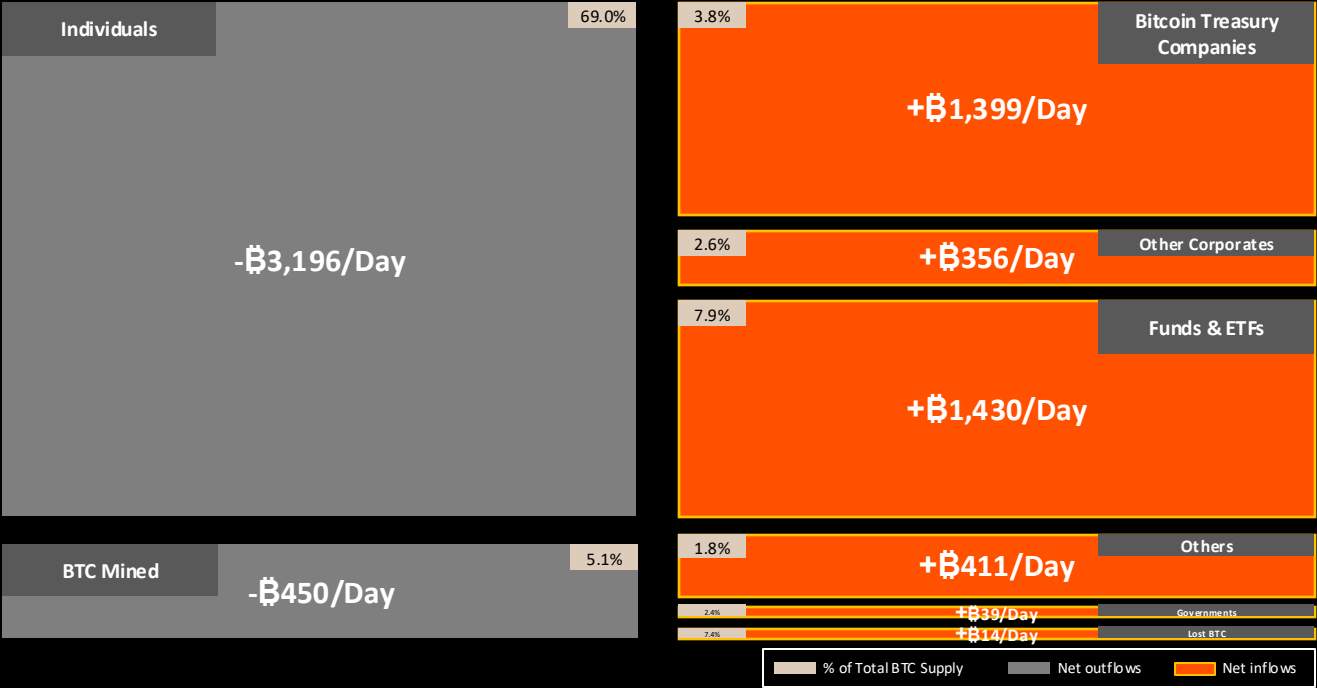 Individuals
69.0%
-₿3,196/Day
BTC Mined
5.1%
-₿450/Day
3.8%
Bitcoin Treasury
Companies
+₿1,399/Day
2.6%
Other Corporates
+₿356/Day
7.9%
Funds & ETFs
+₿1,430/Day
1.8%
Others
+₿411/Day
2.4%
+₿39/Day
Governments
7.4%
+₿14/Day
Lost BTC
% of Total BTC Supply
Net outflows
Net inflows